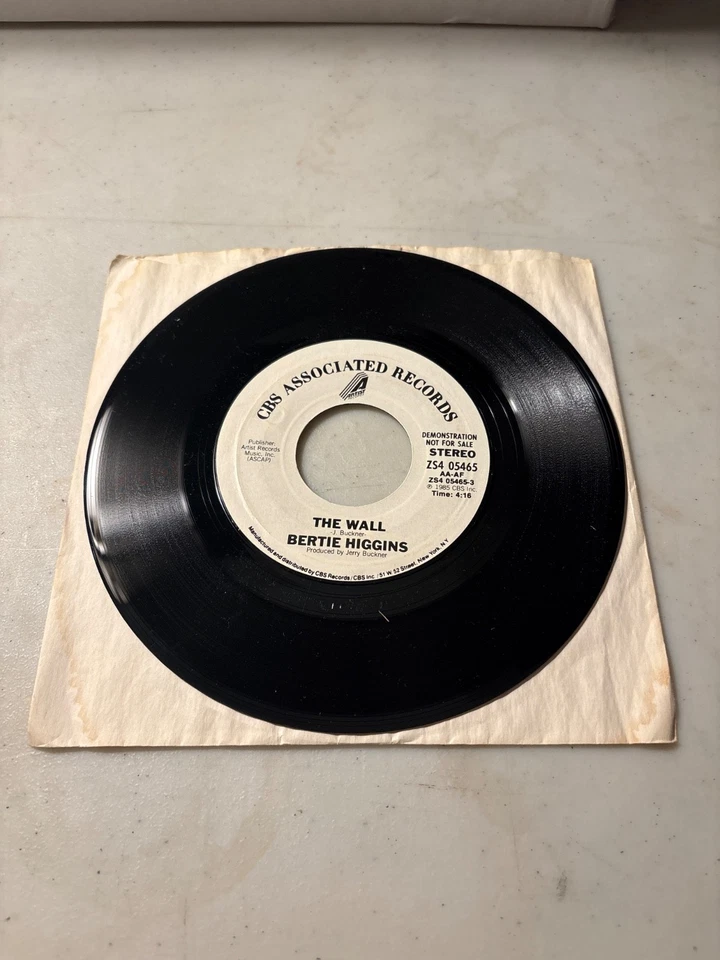 CBS ASSOCIATED RECORDS
A
Publisher:
Artist Records
Music, Inc.
(ASCAP)
DEMONSTRATION
NOT FOR SALE
STEREO
ZS4 05465
AA-AF
ZS4 05465-3
℗ 1985 CBS Inc.
Time: 4:16
THE WALL
-J. Buckner-
BERTIE HIGGINS
Produced by Jerry Buckner
Manufactured and distributed by CBS Records/CBS Inc./51 W 52 Street, New York, N.Y.